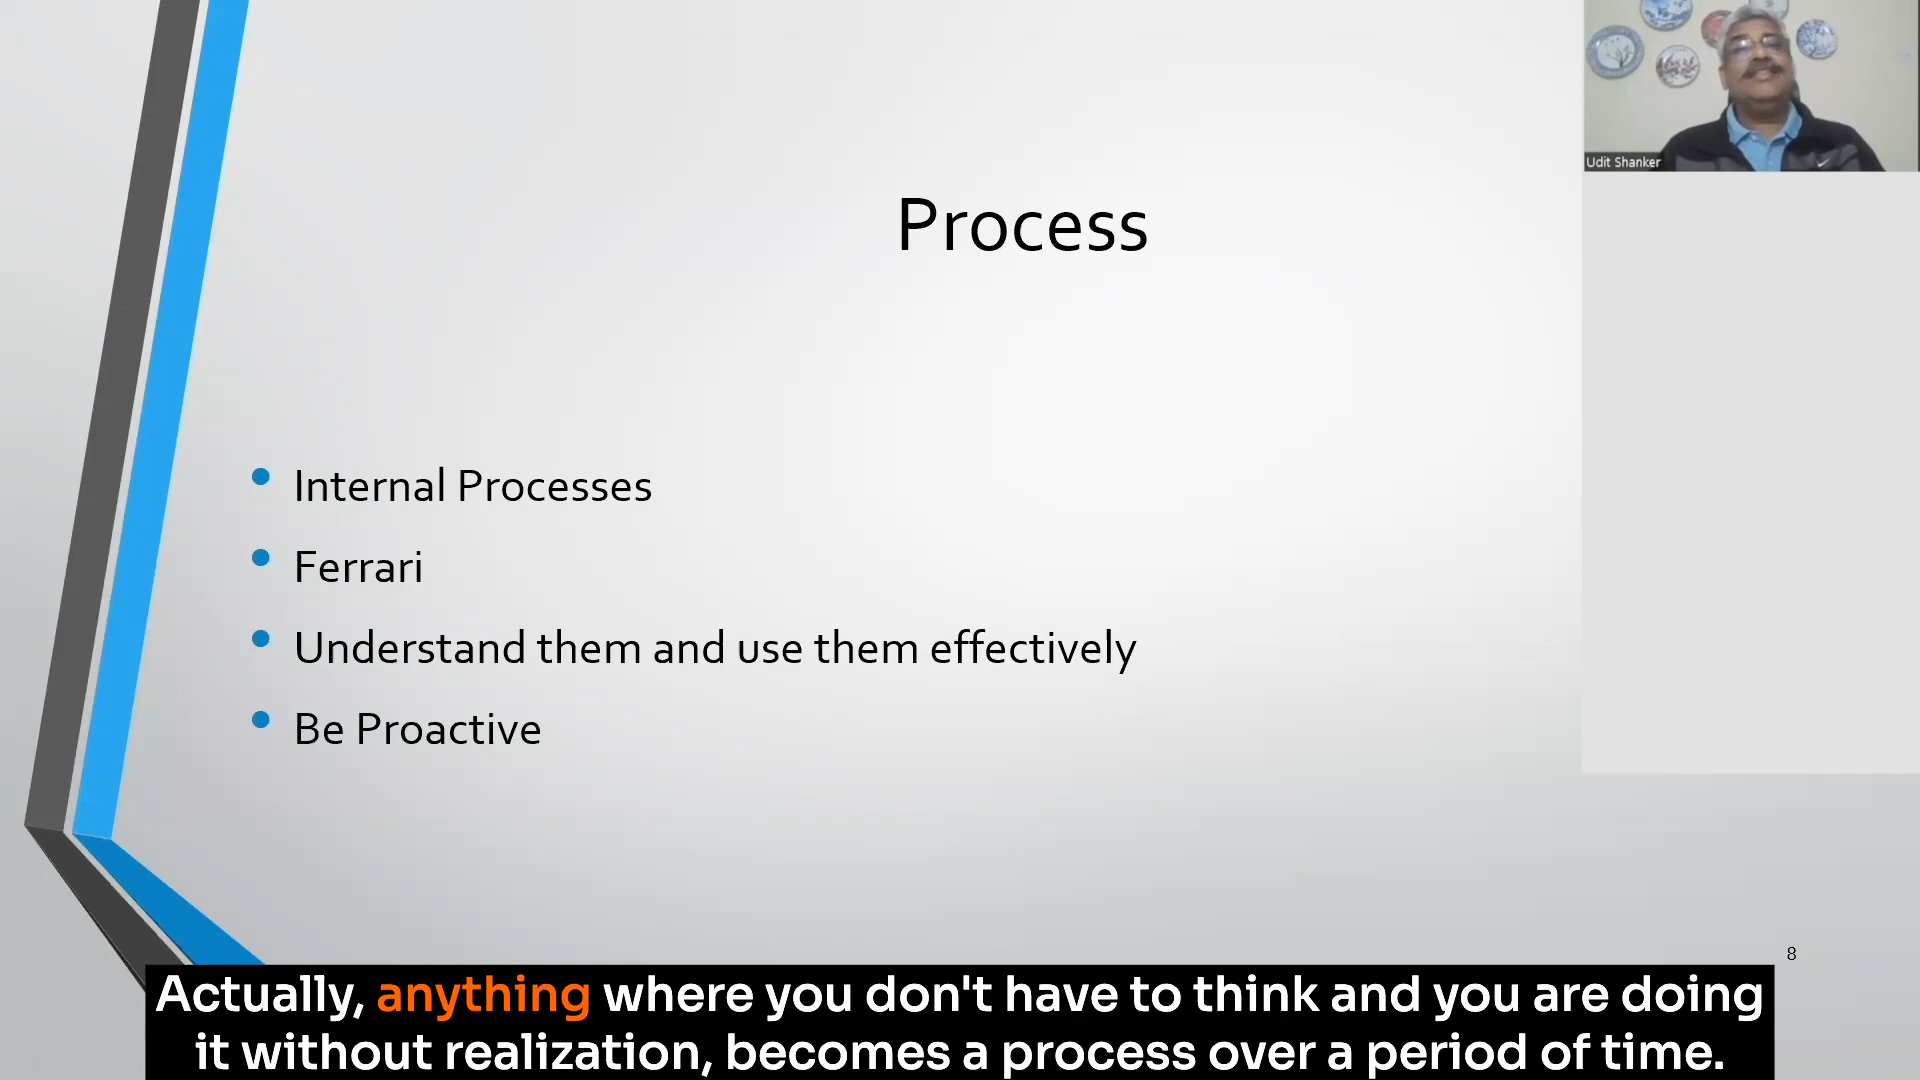 Udit Shanker
Process
Internal Processes
Ferrari
Understand them and use them effectively
Be Proactive
8
Actually, anything where you don't have to think and you are doing
it without realization, becomes a process over a period of time.